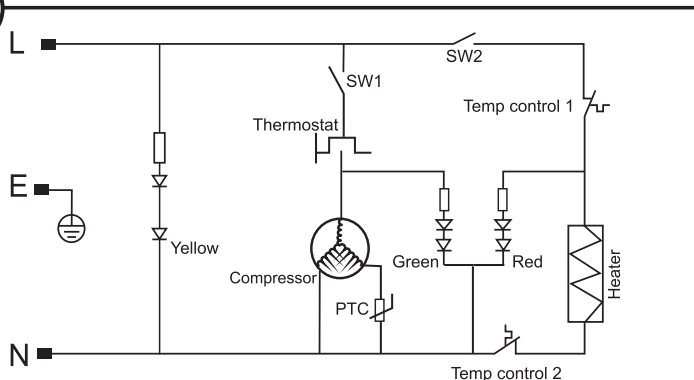 L
SW2
SW1
Temp control 1
Thermostat
E
Yellow
Green
Red
Compressor
Heater
PTC
N
Temp control 2